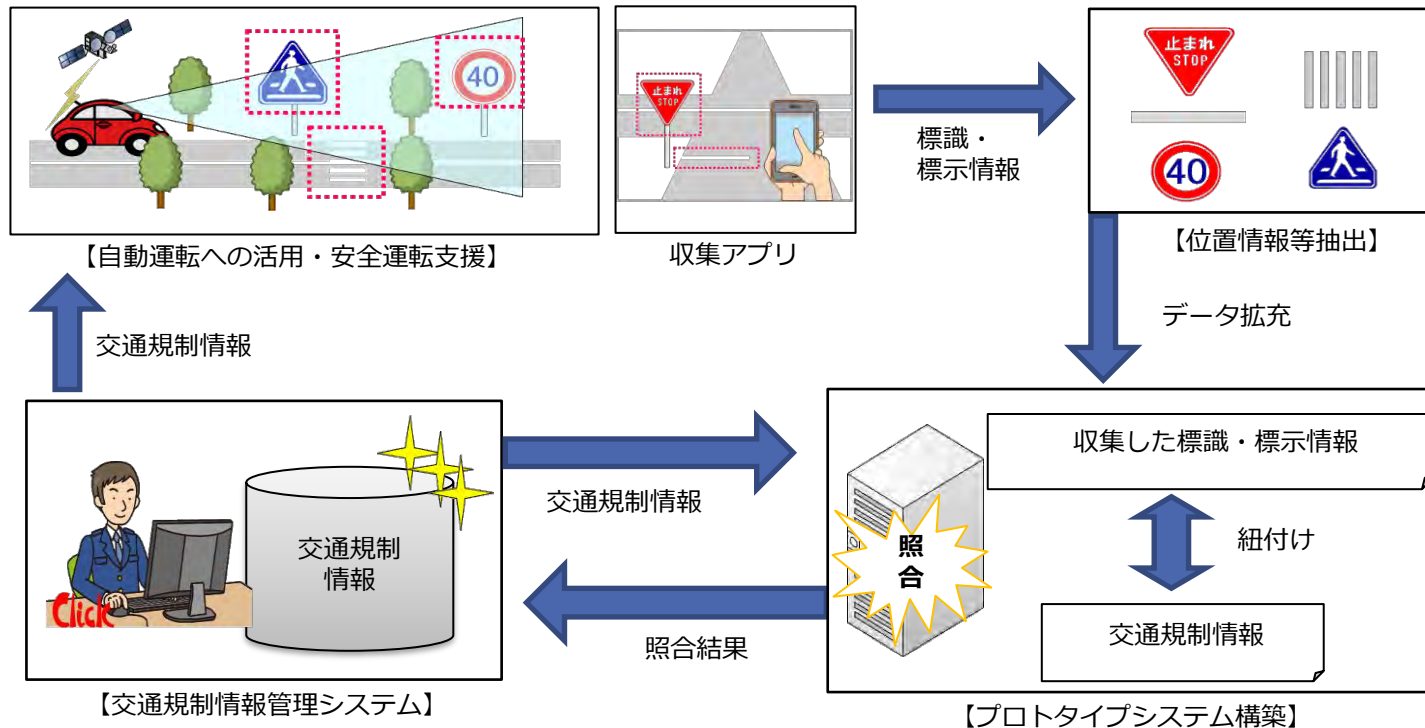 40
止まれ
STOP
標識・
標示情報
止まれ
STOP
40
【自動運転への活用・安全運転支援】
収集アプリ
【位置情報等抽出】
交通規制情報
データ拡充
交通規制
情報
Click
交通規制情報
照合結果
照
合
収集した標識・標示情報
紐付け
交通規制情報
【交通規制情報管理システム】
【プロトタイプシステム構築】